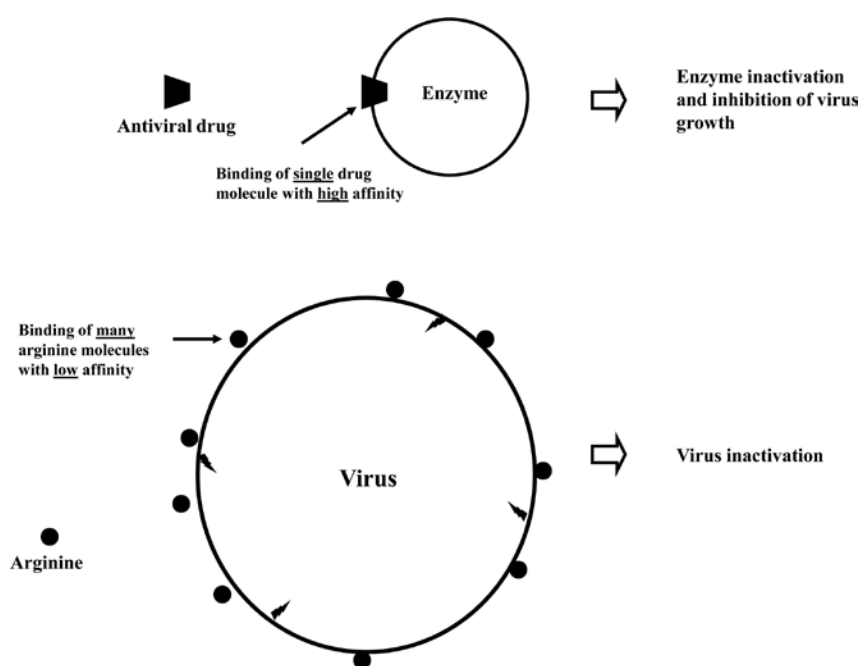 Antiviral drug
Enzyme
Enzyme inactivation
and inhibition of virus
growth
Binding of single drug
molecule with high affinity
Binding of many
arginine molecules
with low affinity
Virus
Virus inactivation
Arginine